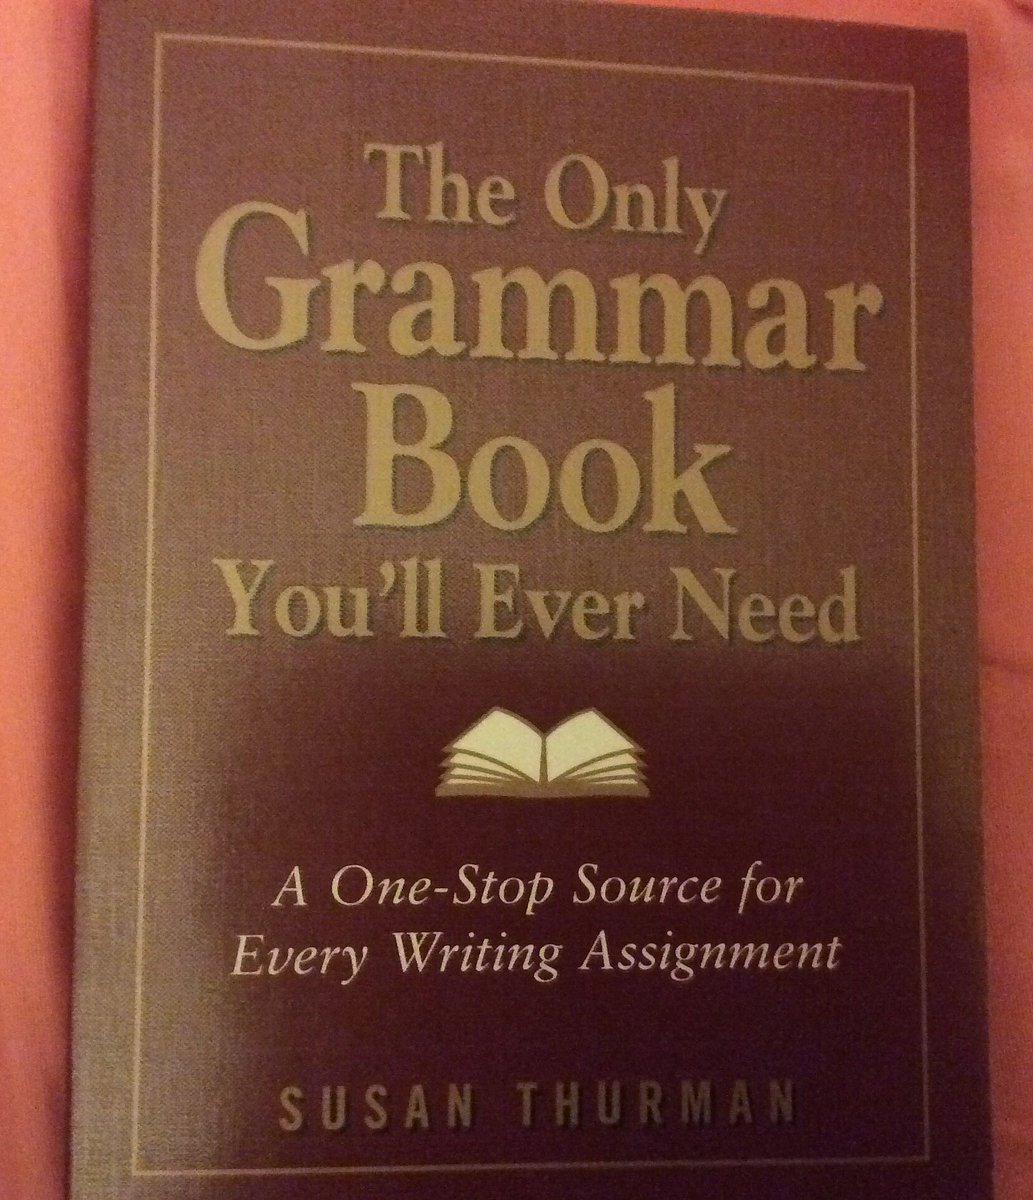 The Only
Grammar
Book
You'll Ever Need
A One-Stop Source for
Every Writing Assignment
SUSAN THURMAN